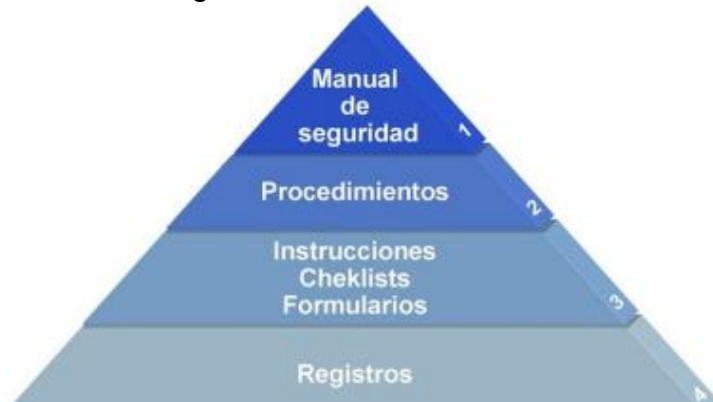 Manual
de
seguridad
1
Procedimientos
2
Instrucciones
Cheklists
Formularios
3
Registros
4